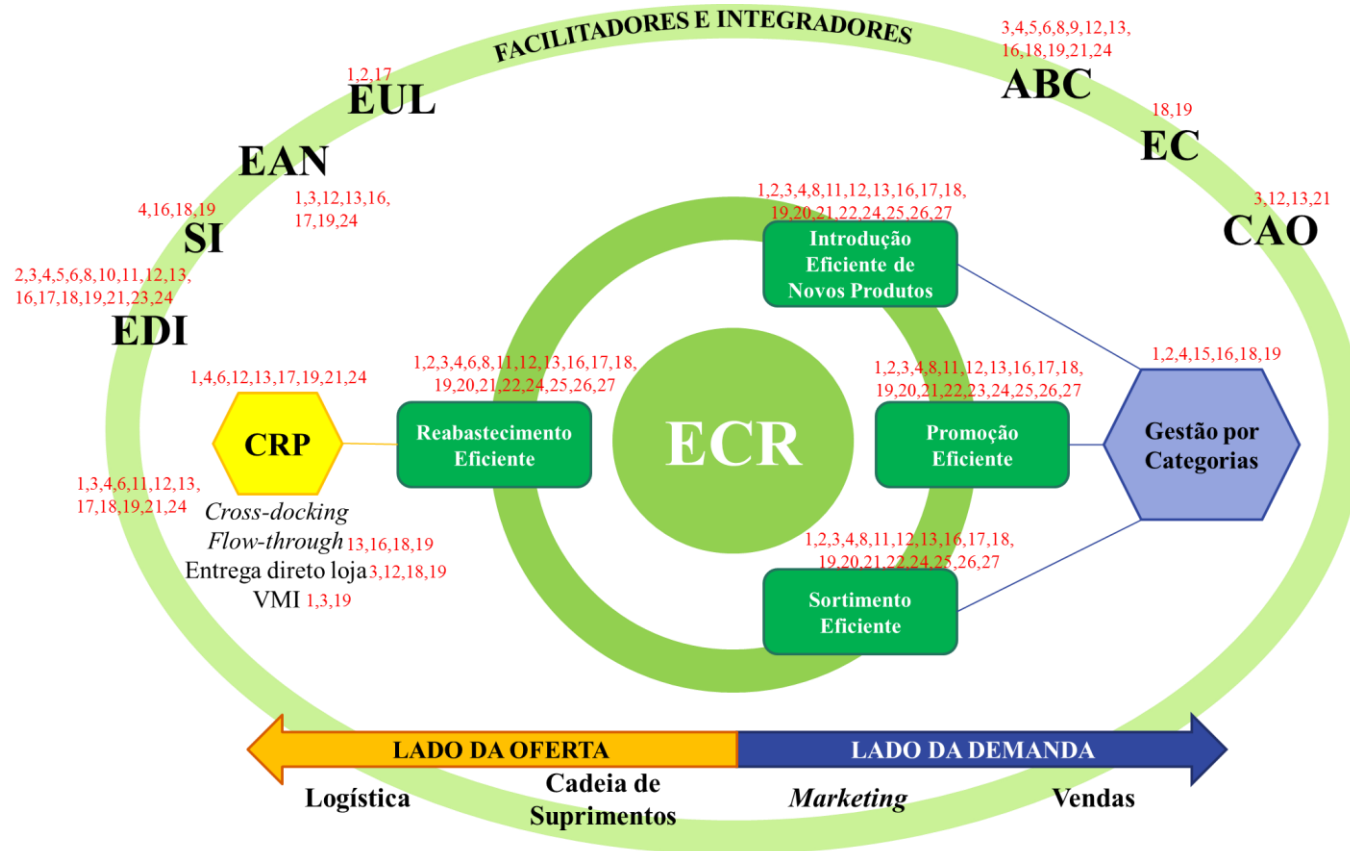 FACILITADORES E INTEGRADORES
3,4,5,6,8,9,12,13,
16,18,19,21,24
ABC
1,2,17
EUL
18,19
EC
EAN
1,3,12,13,16,
17,19,24
3,12,13,21
CAO
4,16,18,19
SI
1,2,3,4,8,11,12,13,16,17,18,
19,20,21,22,24,25,26,27
Introdução
Eficiente de
Novos Produtos
2,3,4,5,6,8,10,11,12,13,
16,17,18,19,21,23,24
EDI
1,4,6,12,13,17,19,21,24
CRP
1,2,3,4,6,8,11,12,13,16,17,18,
19,20,21,22,24,25,26,27
Reabastecimento
Eficiente
ECR
1,2,3,4,8,11,12,13,16,17,18,
19,20,21,22,23,24,25,26,27
Promoção
Eficiente
1,2,4,15,16,18,19
Gestão por
Categorias
1,3,4,6,11,12,13,
17,18,19,21,24
Cross-docking
Flow-through 13,16,18,19
Entrega direto loja 3,12,18,19
VMI 1,3,19
1,2,3,4,8,11,12,13,16,17,18,
19,20,21,22,24,25,26,27
Sortimento
Eficiente
LADO DA OFERTA
LADO DA DEMANDA
Logística
Cadeia de
Suprimentos
Marketing
Vendas